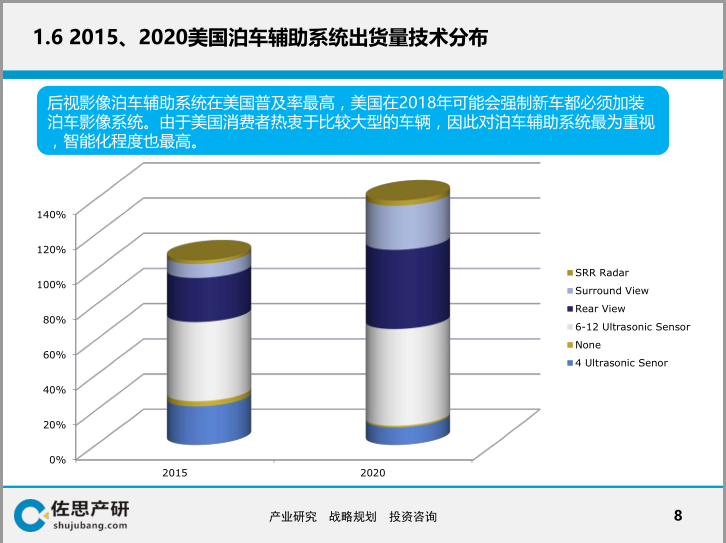 1.6 2015、2020美国泊车辅助系统出货量技术分布
后视影像泊车辅助系统在美国普及率最高，美国在2018年可能会强制新车都必须加装
泊车影像系统。由于美国消费者热衷于比较大型的车辆，因此对泊车辅助系统最为重视
，智能化程度也最高。
140%
120%
100%
80%
60%
40%
20%
0%
2015
2020
SRR Radar
Surround View
Rear View
6-12 Ultrasonic Sensor
None
4 Ultrasonic Senor
佐思产研
shujubang.com
产业研究 战略规划 投资咨询
8